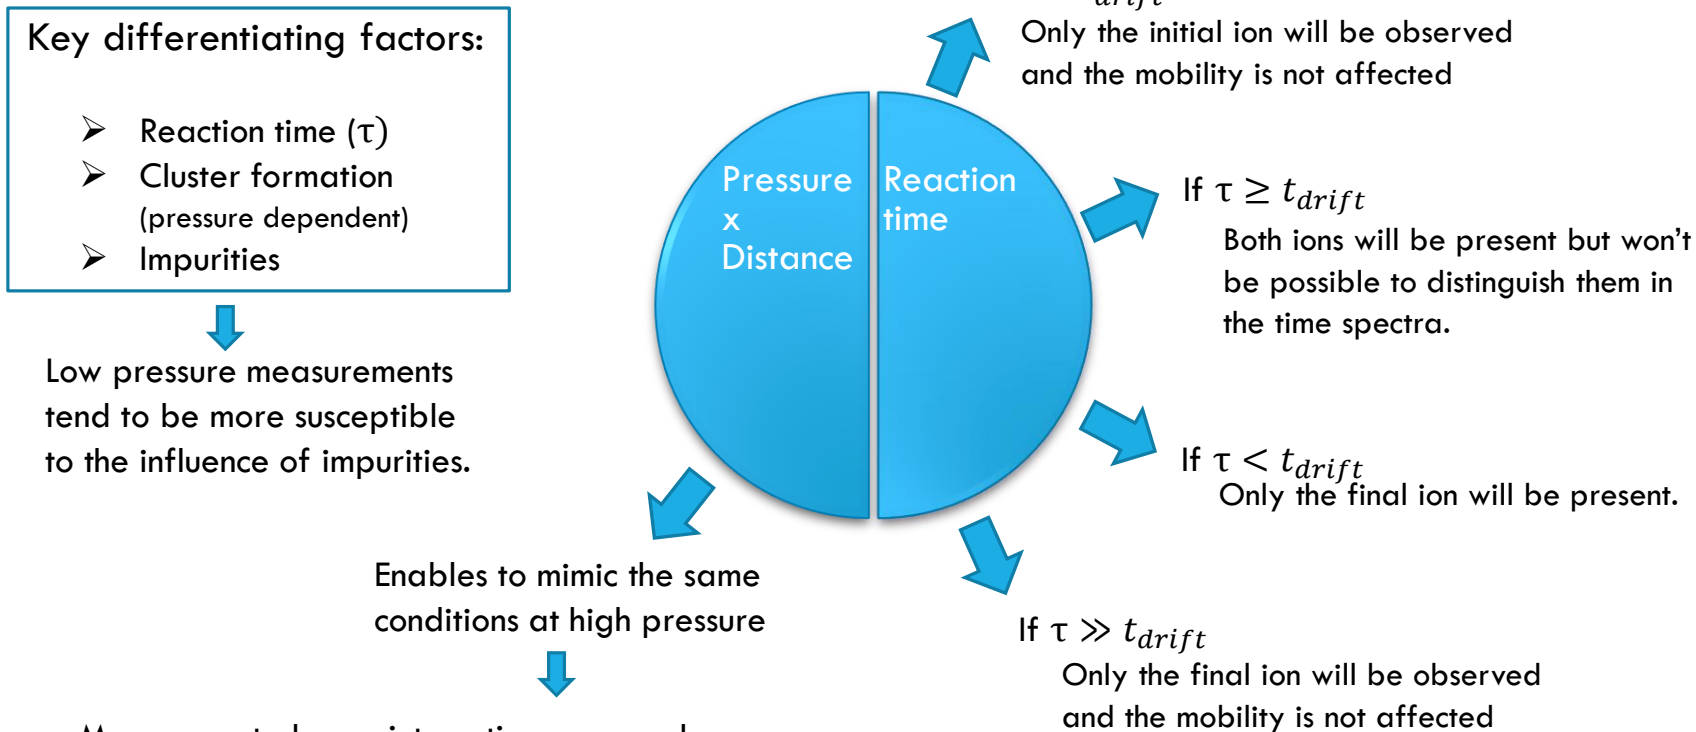 Key differentiating factors:
➢ Reaction time (τ)
➢ Cluster formation
(pressure dependent)
➢ Impurities
Low pressure measurements
tend to be more susceptible
to the influence of impurities.
Pressure
x
Distance
Reaction
time
drift
Only the initial ion will be observed
and the mobility is not affected
If τ ≥ t_drift
Both ions will be present but won't
be possible to distinguish them in
the time spectra.
If τ < t_drift
Only the final ion will be present.
If τ ≫ t_drift
Only the final ion will be observed
and the mobility is not affected
Enables to mimic the same
conditions at high pressure